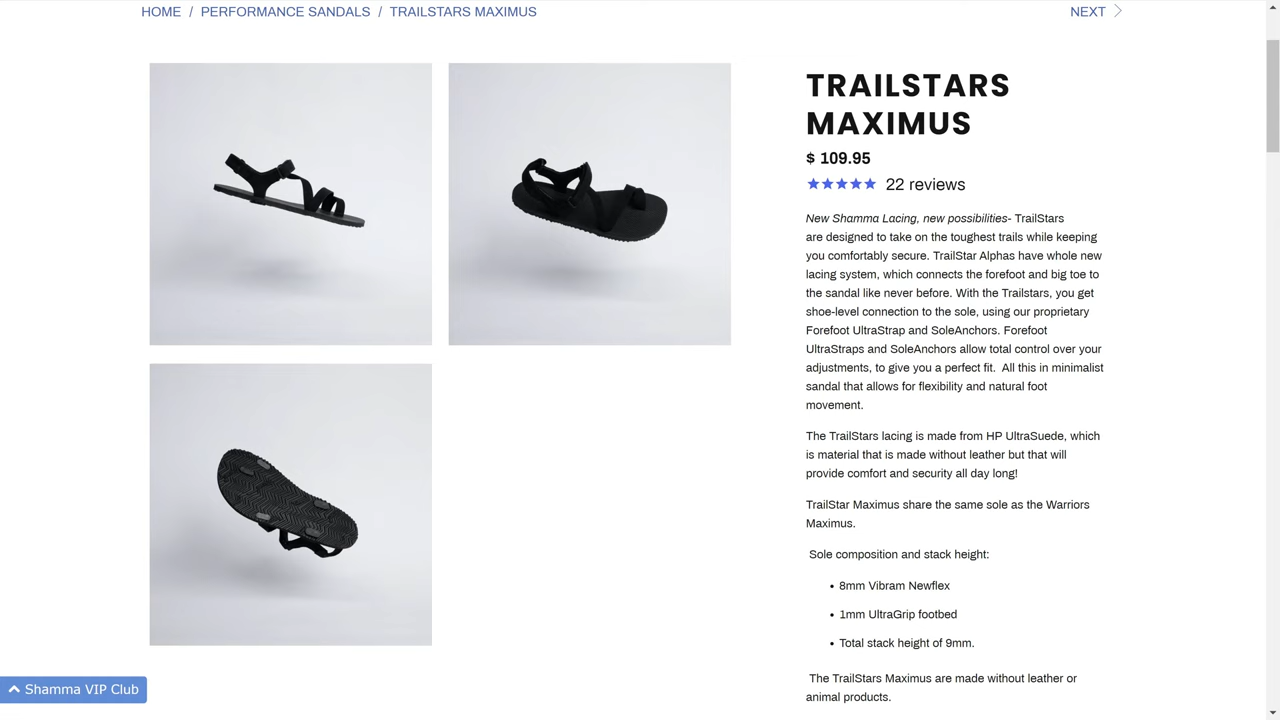 HOME / PERFORMANCE SANDALS / TRAILSTARS MAXIMUS
NEXT
TRAILSTARS
MAXIMUS
$ 109.95
22 reviews
New Shamma Lacing, new possibilities- TrailStars
are designed to take on the toughest trails while keeping
you comfortably secure. TrailStar Alphas have whole new
lacing system, which connects the forefoot and big toe to
the sandal like never before. With the Trailstars, you get
shoe-level connection to the sole, using our proprietary
Forefoot UltraStrap and SoleAnchors. Forefoot
UltraStraps and SoleAnchors allow total control over your
adjustments, to give you a perfect fit.  All this in minimalist
sandal that allows for flexibility and natural foot
movement.
The TrailStars lacing is made from HP UltraSuede, which
is material that is made without leather but that will
provide comfort and security all day long!
TrailStar Maximus share the same sole as the Warriors
Maximus.
Sole composition and stack height:
• 8mm Vibram Newflex
• 1mm UltraGrip footbed
• Total stack height of 9mm.
The TrailStars Maximus are made without leather or
animal products.
Shamma VIP Club